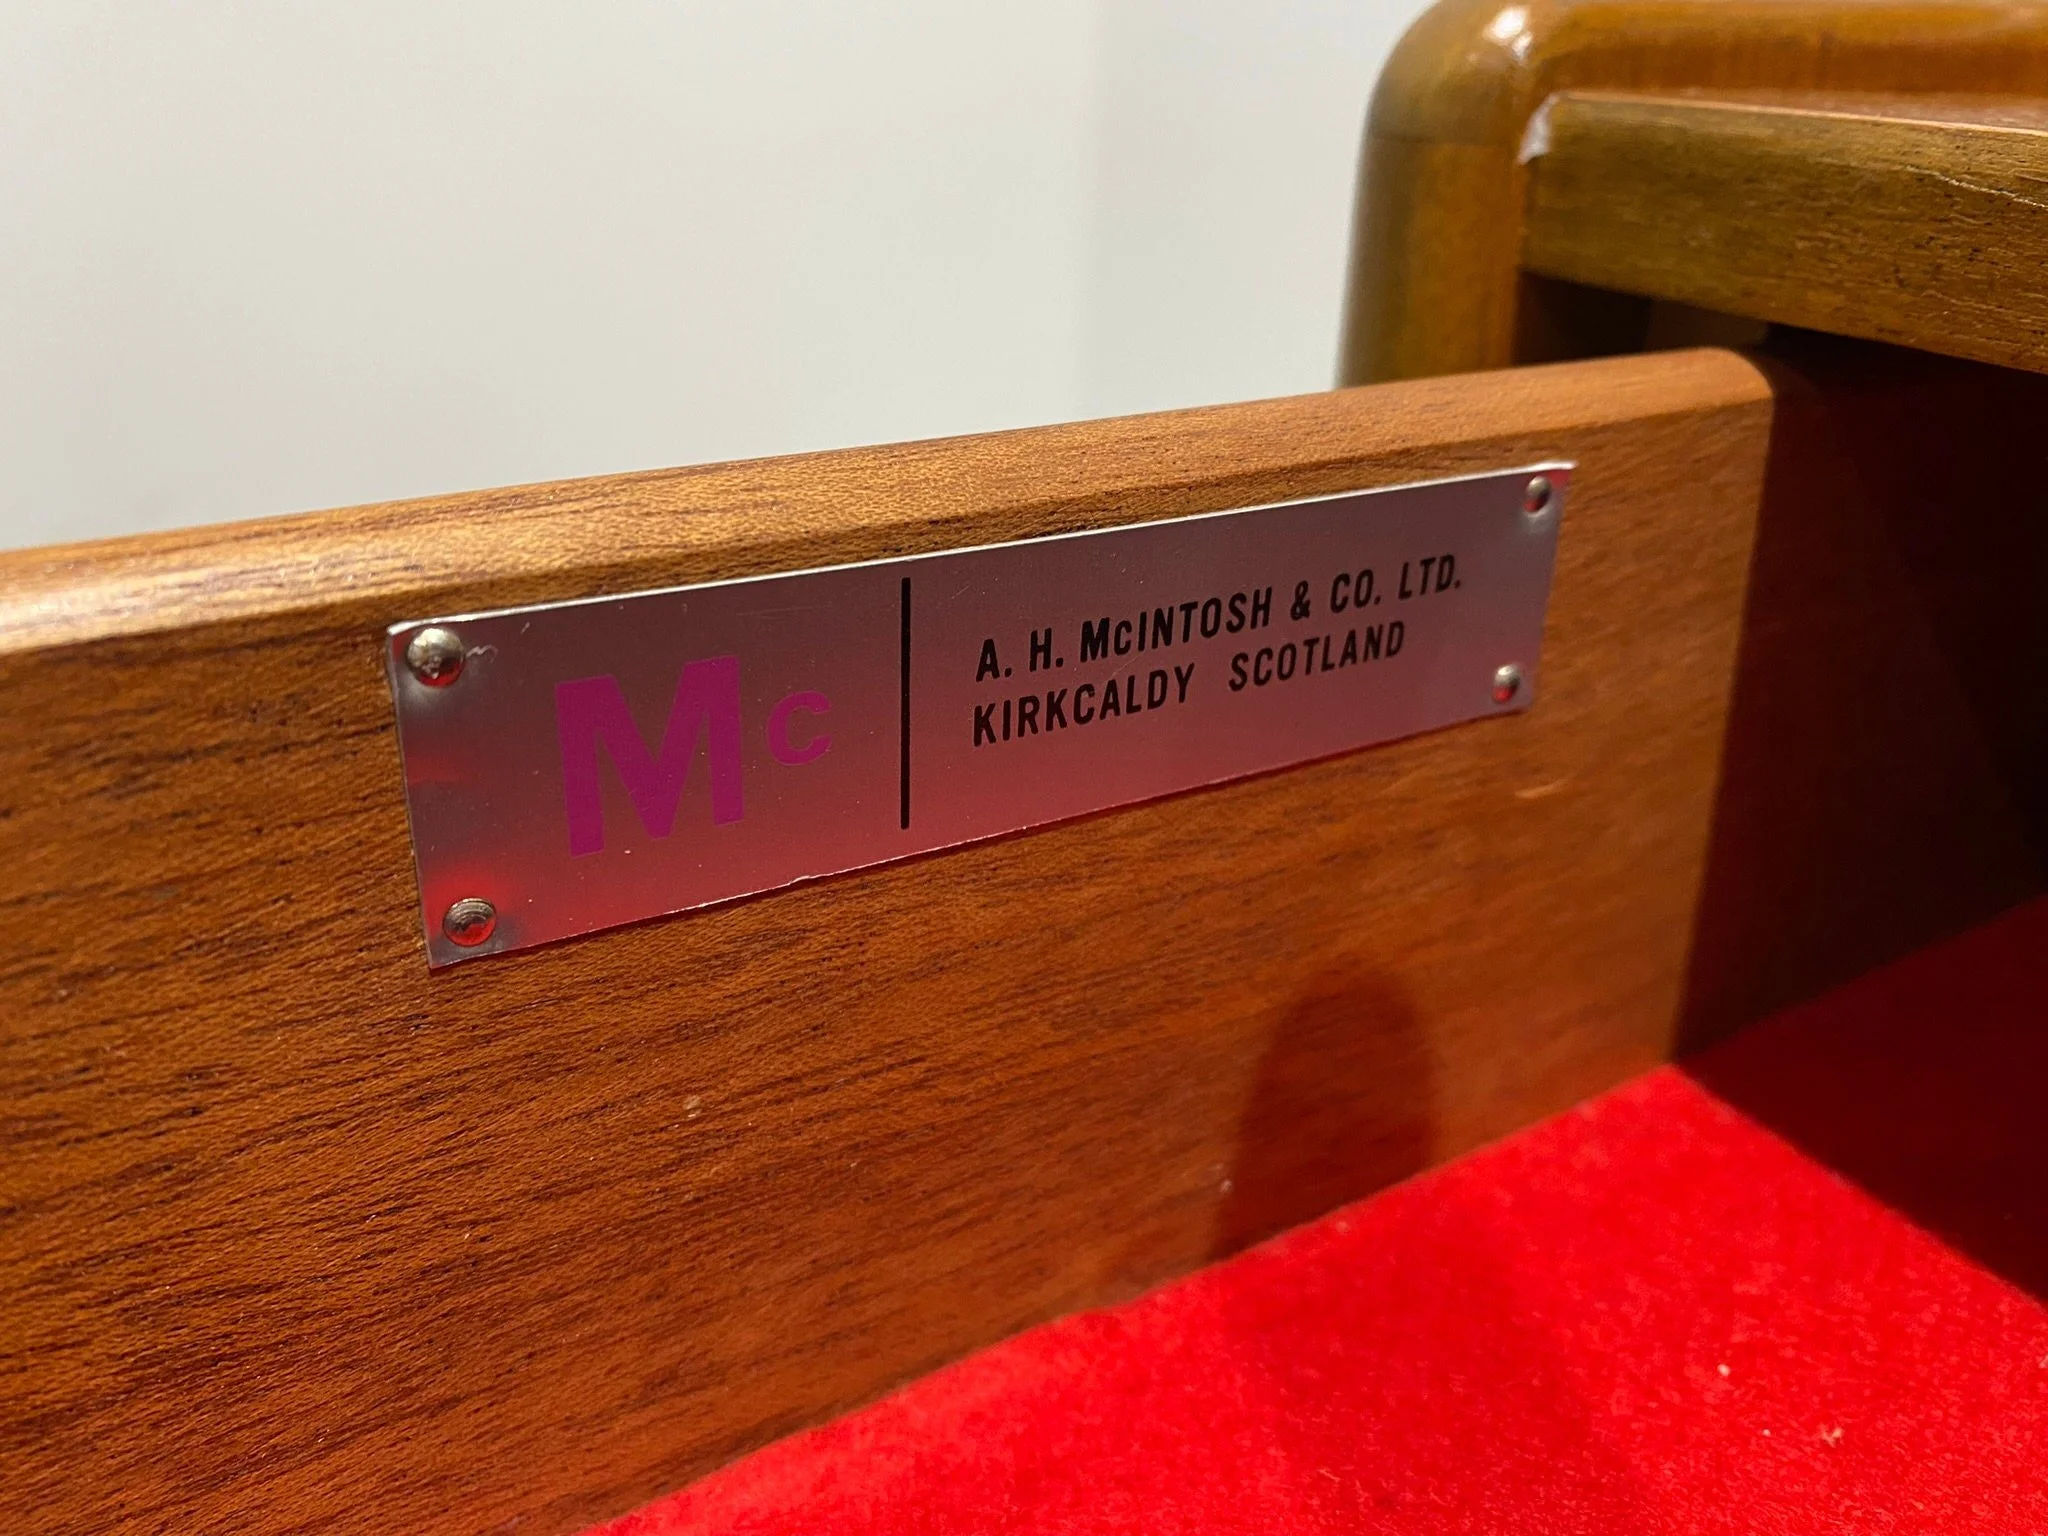 Mc
A. H. McINTOSH & CO. LTD.
KIRKCALDY SCOTLAND